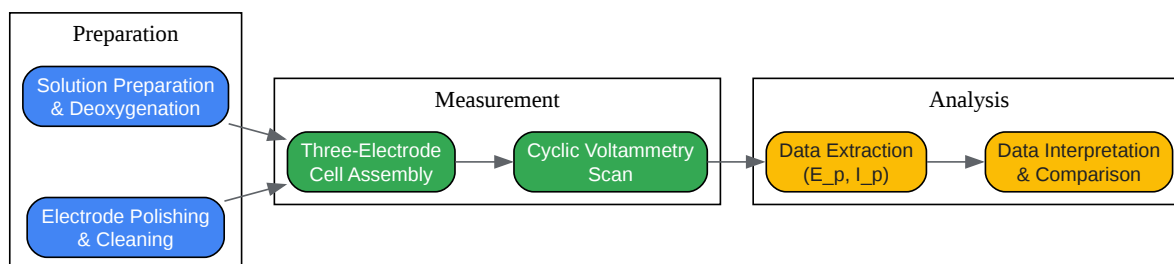 Preparation
Solution Preparation
& Deoxygenation
Electrode Polishing
& Cleaning
Measurement
Three-Electrode
Cell Assembly
Cyclic Voltammetry
Scan
Analysis
Data Extraction
(E_p, I_p)
Data Interpretation
& Comparison